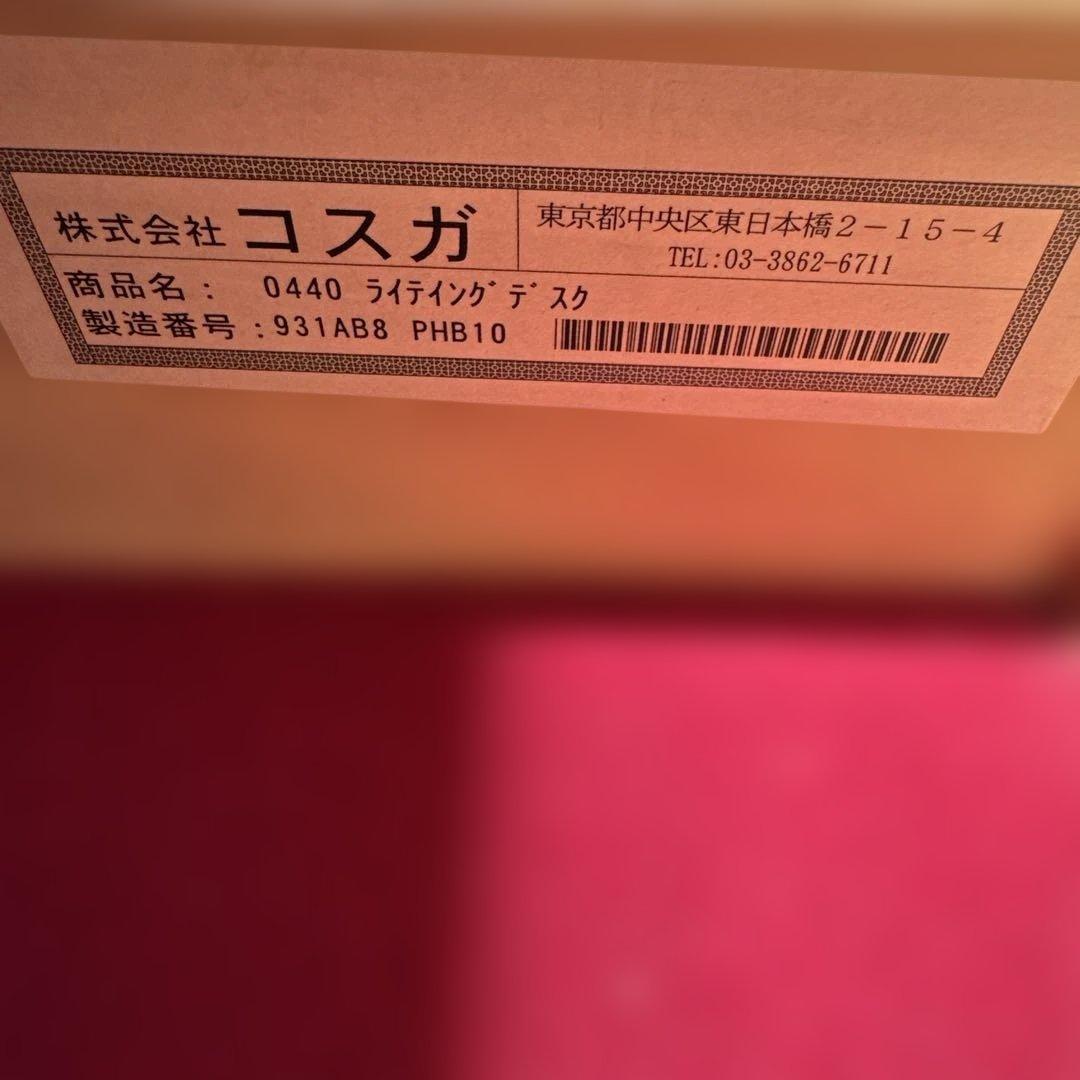 株式会社 コスガ
東京都中央区東日本橋2-15-4
TEL:03-3862-6711
商品名: 0440 ﾗｲﾃｲﾝｸﾞﾃﾞｽｸ
製造番号:931AB8 PHB10